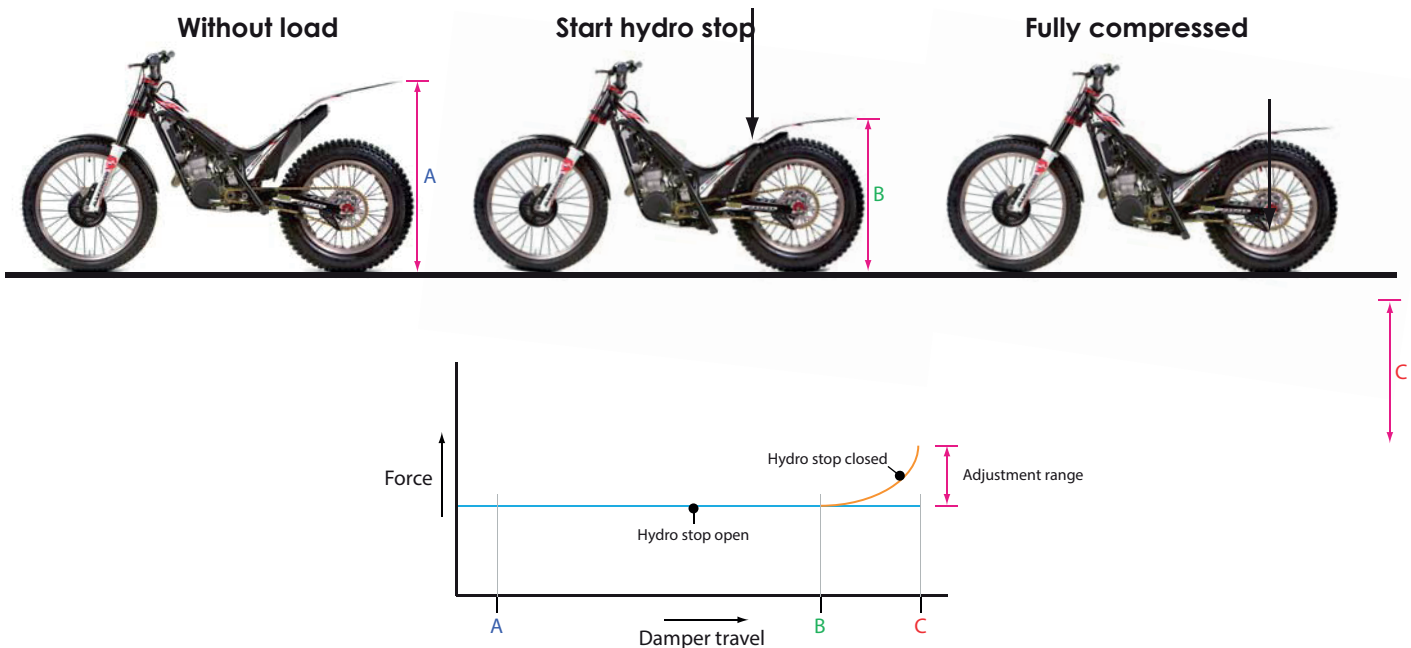 Without load
Start hydro stop
Fully compressed
A
B
C
Force
Hydro stop closed
Adjustment range
Hydro stop open
A
B
C
Damper travel